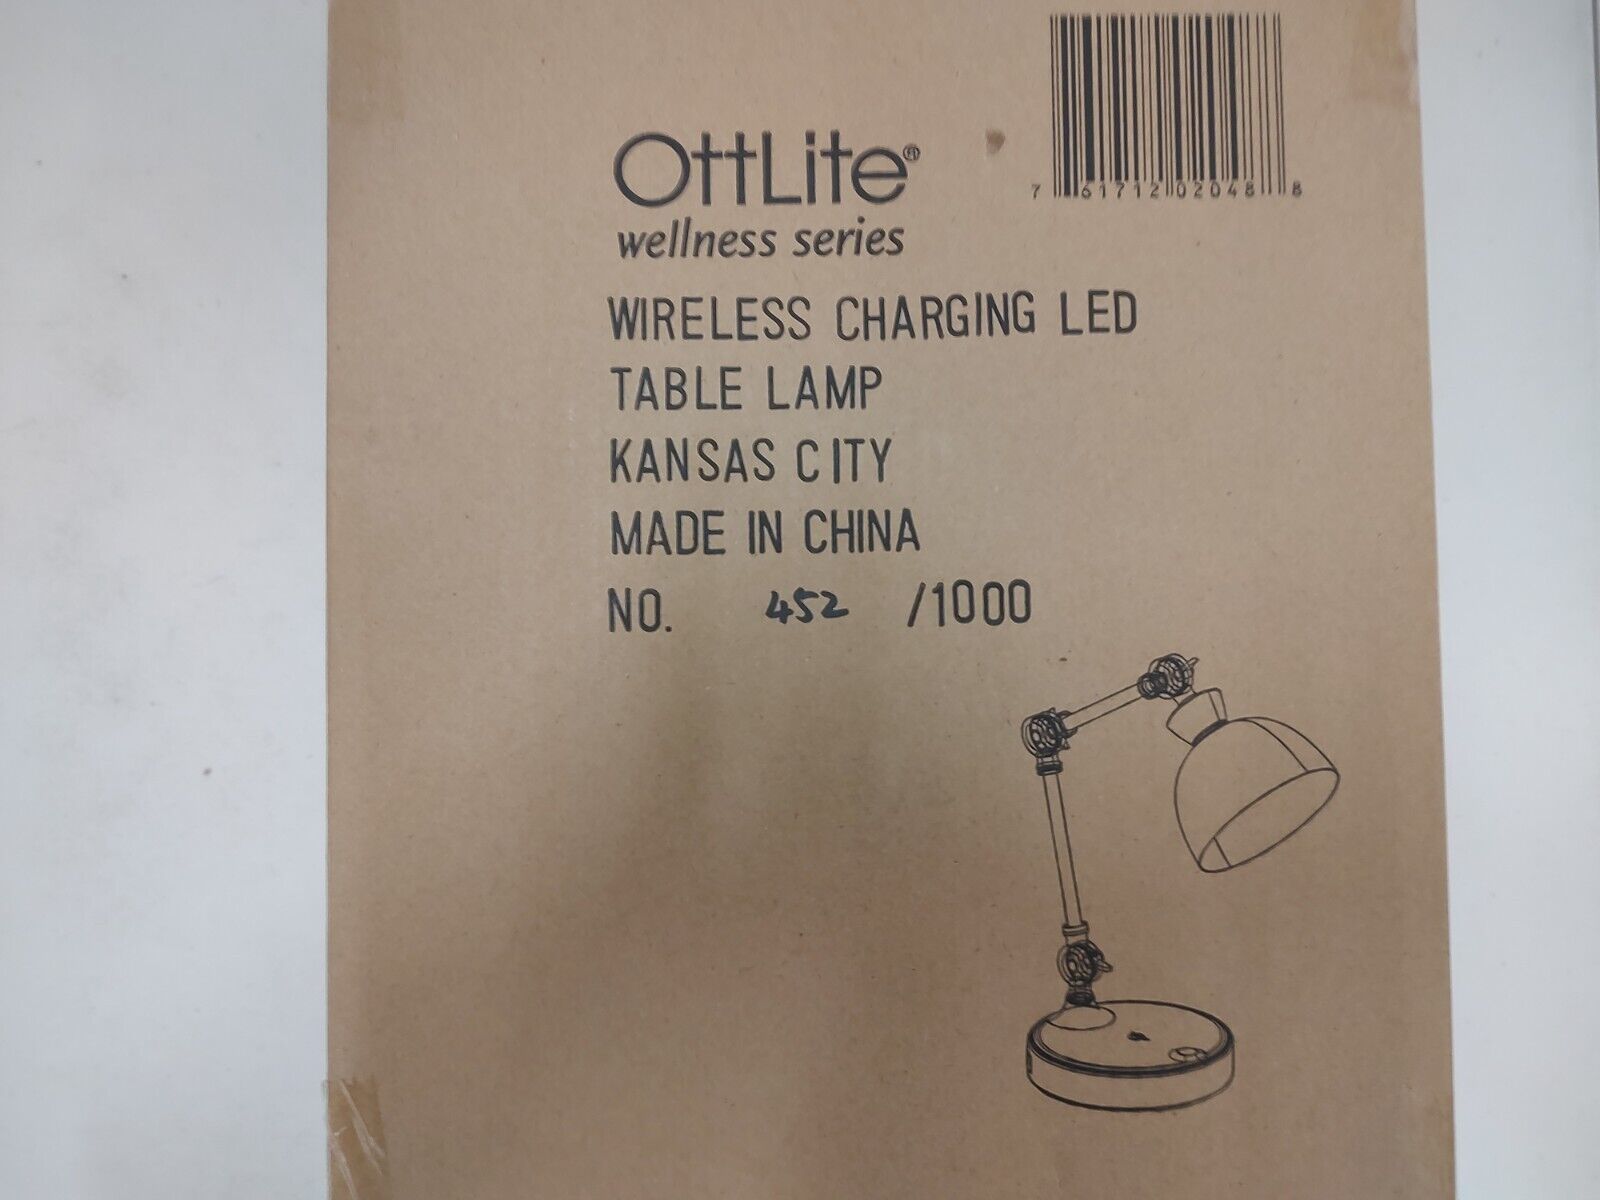 OttLite®
wellness series
7 61712 02048 8
WIRELESS CHARGING LED
TABLE LAMP
KANSAS CITY
MADE IN CHINA
NO. 452 /1000